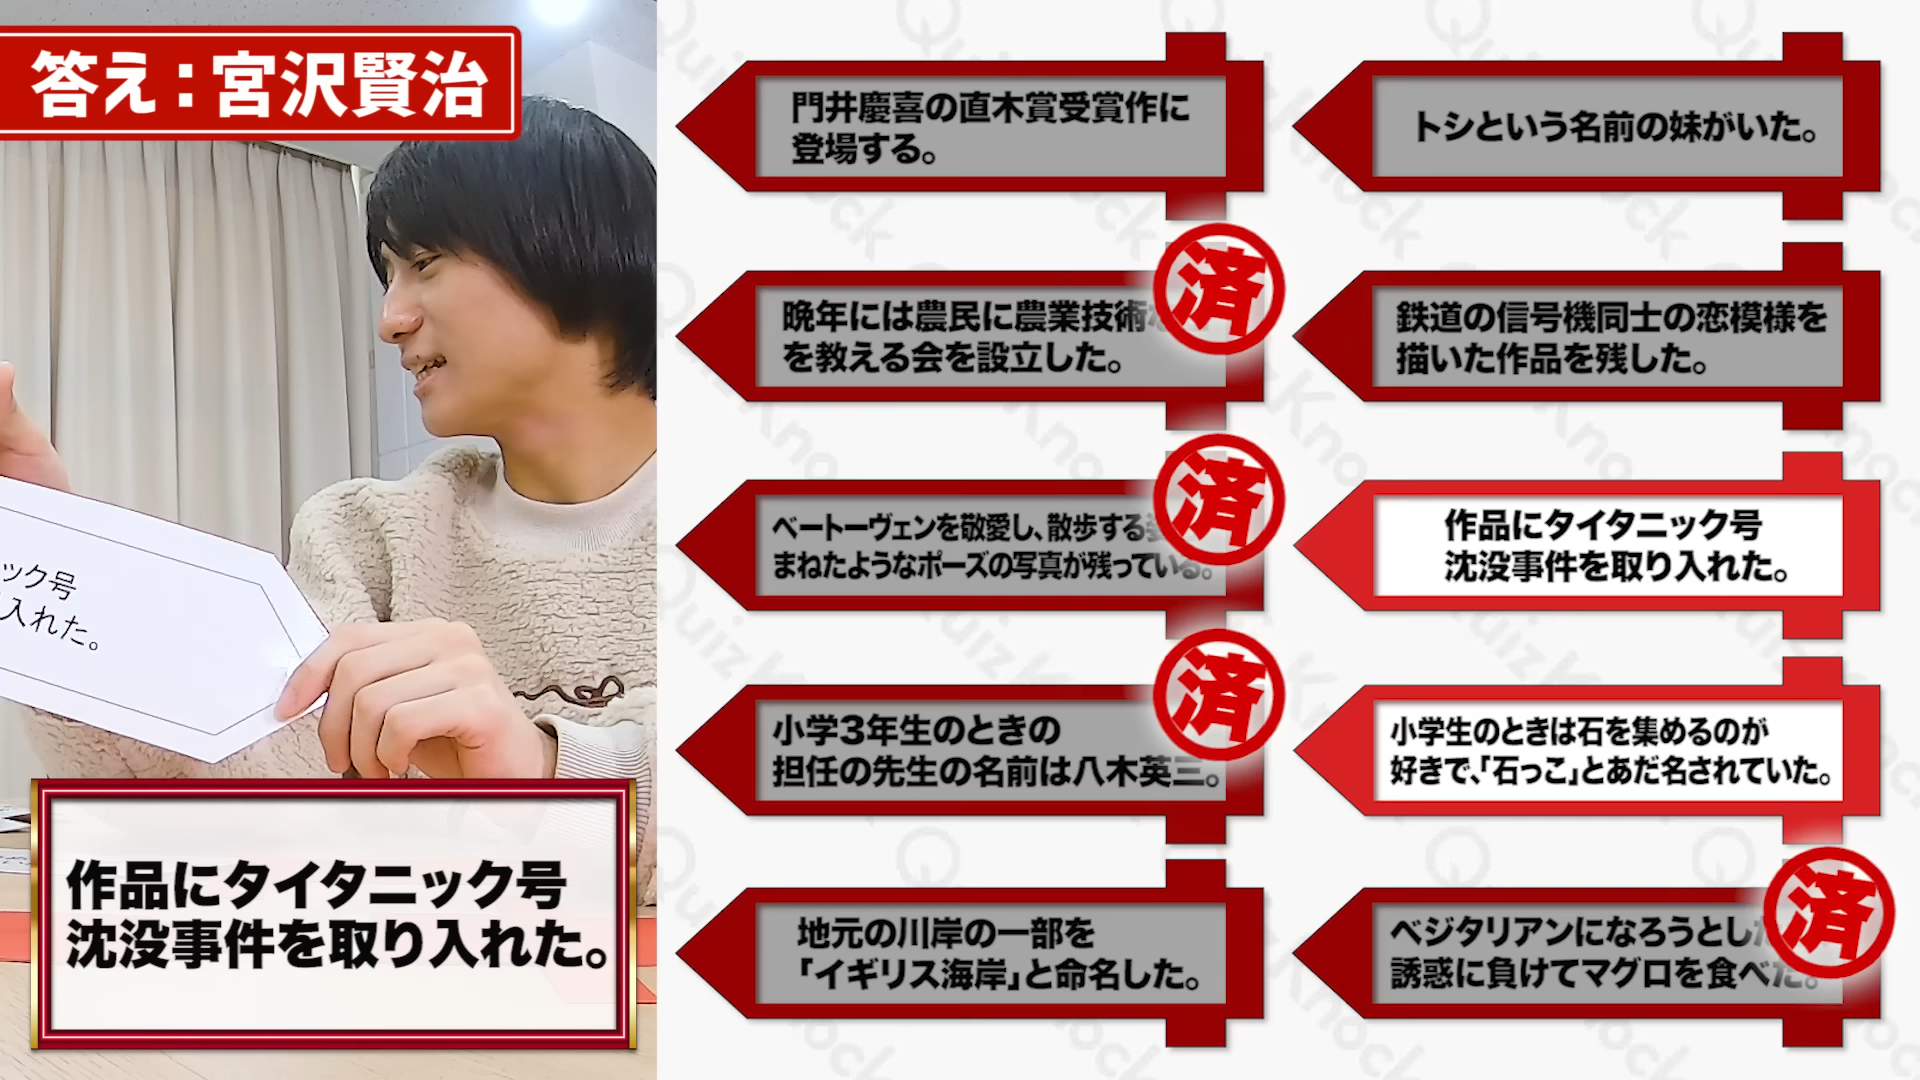 答え：宮沢賢治
ック号
入れた。
作品にタイタニック号
沈没事件を取り入れた。
門井慶喜の直木賞受賞作に
登場する。
トシという名前の妹がいた。
晩年には農民に農業技術
を教える会を設立した。
済
鉄道の信号機同士の恋模様を
描いた作品を残した。
ベートーヴェンを敬愛し、散歩する
まねたようなポーズの写真が残っている。
済
作品にタイタニック号
沈没事件を取り入れた。
小学3年生のときの
担任の先生の名前は八木英三。
済
小学生のときは石を集めるのが
好きで、「石っこ」とあだ名されていた。
地元の川岸の一部を
「イギリス海岸」と命名した。
ベジタリアンになろうとし
誘惑に負けてマグロを食べた。
済
QuizKnock